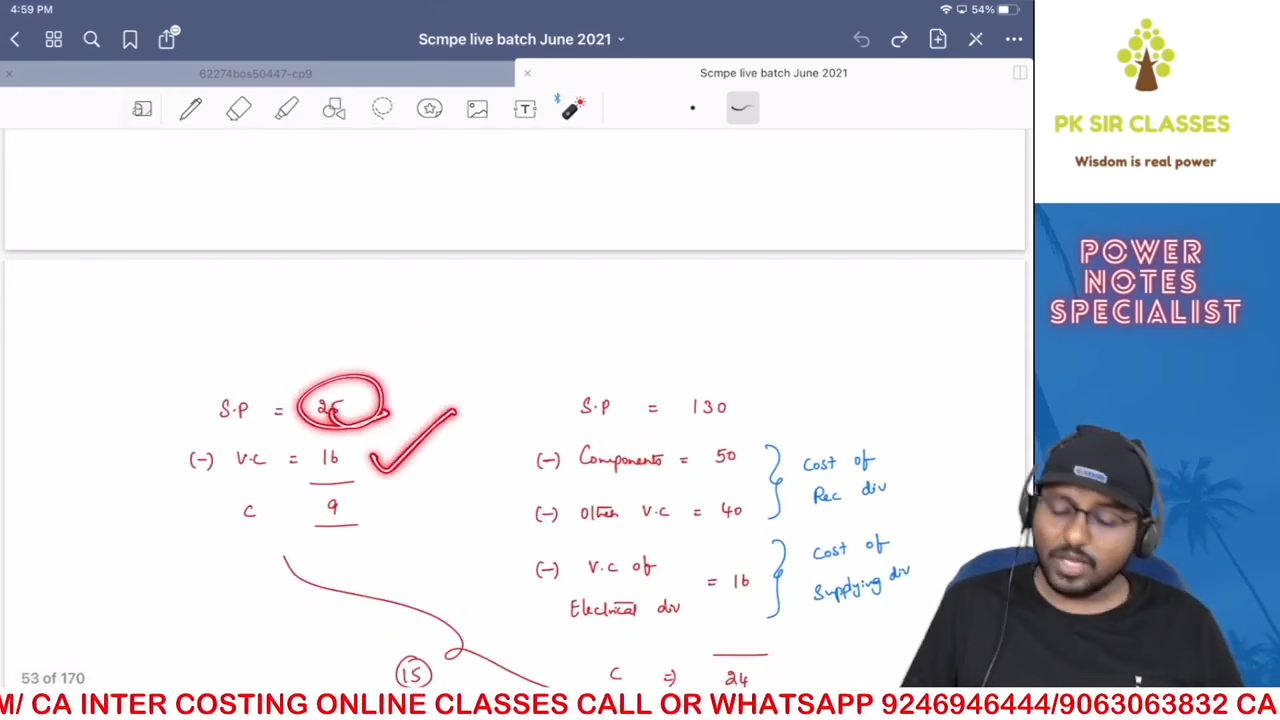 4:59 PM
54%
Scmpe live batch June 2021
62274bos50447-cp9
Scmpe live batch June 2021
PK SIR CLASSES
Wisdom is real power
POWER
NOTES
SPECIALIST
S.P = 25
(-) V.C = 16
C 9
S.P = 130
(-) Components = 50
(-) Other V.C = 40
Cost of
Rec div
(-) V.C of
Electrical div = 16
Cost of
Supplying div
C ⇒ 24
15
53 of 170
M/ CA INTER COSTING ONLINE CLASSES CALL OR WHATSAPP 9246946444/9063063832 CA